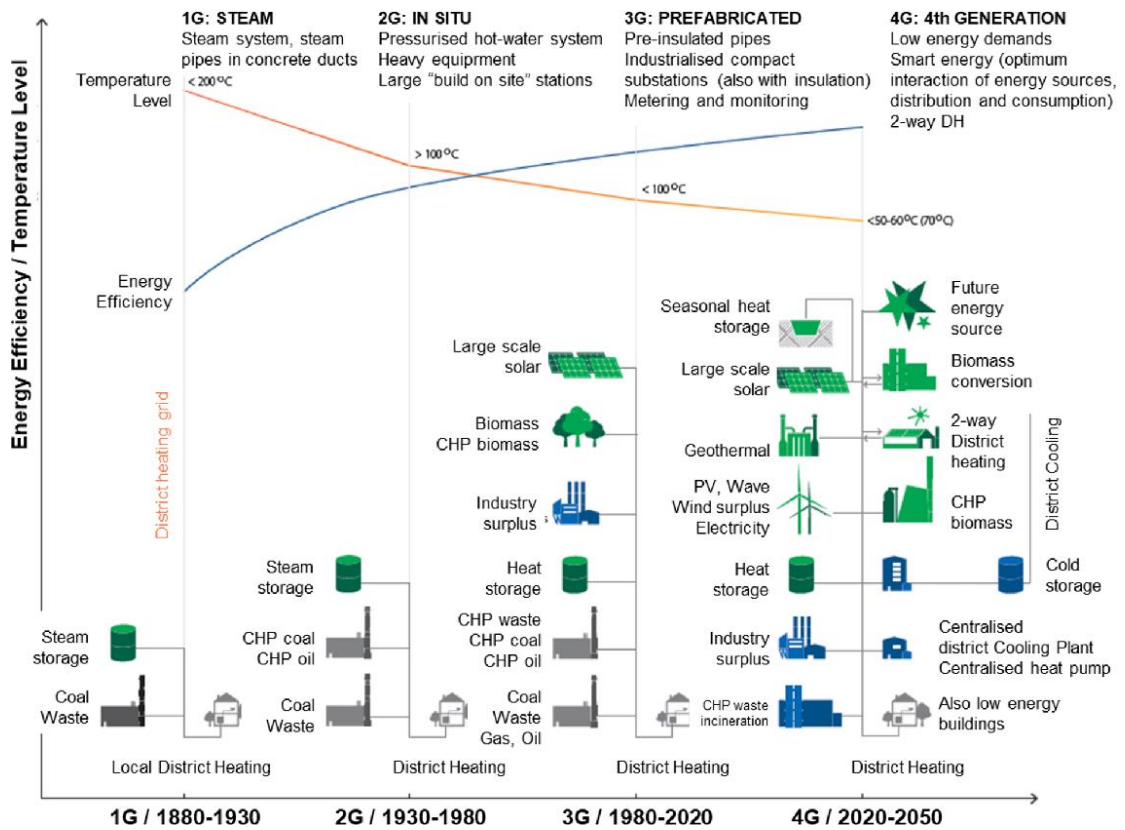 1G: STEAM
Steam system, steam
pipes in concrete ducts
2G: IN SITU
Pressurised hot-water system
Heavy equiprment
Large "build on site" stations
3G: PREFABRICATED
Pre-insulated pipes
Industrialised compact
substations (also with insulation)
Metering and monitoring
4G: 4th GENERATION
Low energy demands
Smart energy (optimum
interaction of energy sources,
distribution and consumption)
2-way DH
Energy Efficiency / Temperature Level
Temperature
Level
< 200 °C
> 100 °C
< 100 °C
<50-60°C (70°C)
Energy
Efficiency
District heating grid
Steam
storage
Coal
Waste
Local District Heating
Steam
storage
CHP coal
CHP oil
Coal
Waste
District Heating
Large scale
solar
Biomass
CHP biomass
Industry
surplus
Heat
storage
CHP waste
CHP coal
CHP oil
Coal
Waste
Gas, Oil
District Heating
Seasonal heat
storage
Large scale
solar
Geothermal
PV, Wave
Wind surplus
Electricity
Heat
storage
Industry
surplus
CHP waste
incineration
Future
energy
source
Biomass
conversion
2-way
District
heating
CHP
biomass
District Cooling
Cold
storage
Centralised
district Cooling Plant
Centralised heat pump
Also low energy
buildings
District Heating
1G / 1880-1930
2G / 1930-1980
3G / 1980-2020
4G / 2020-2050